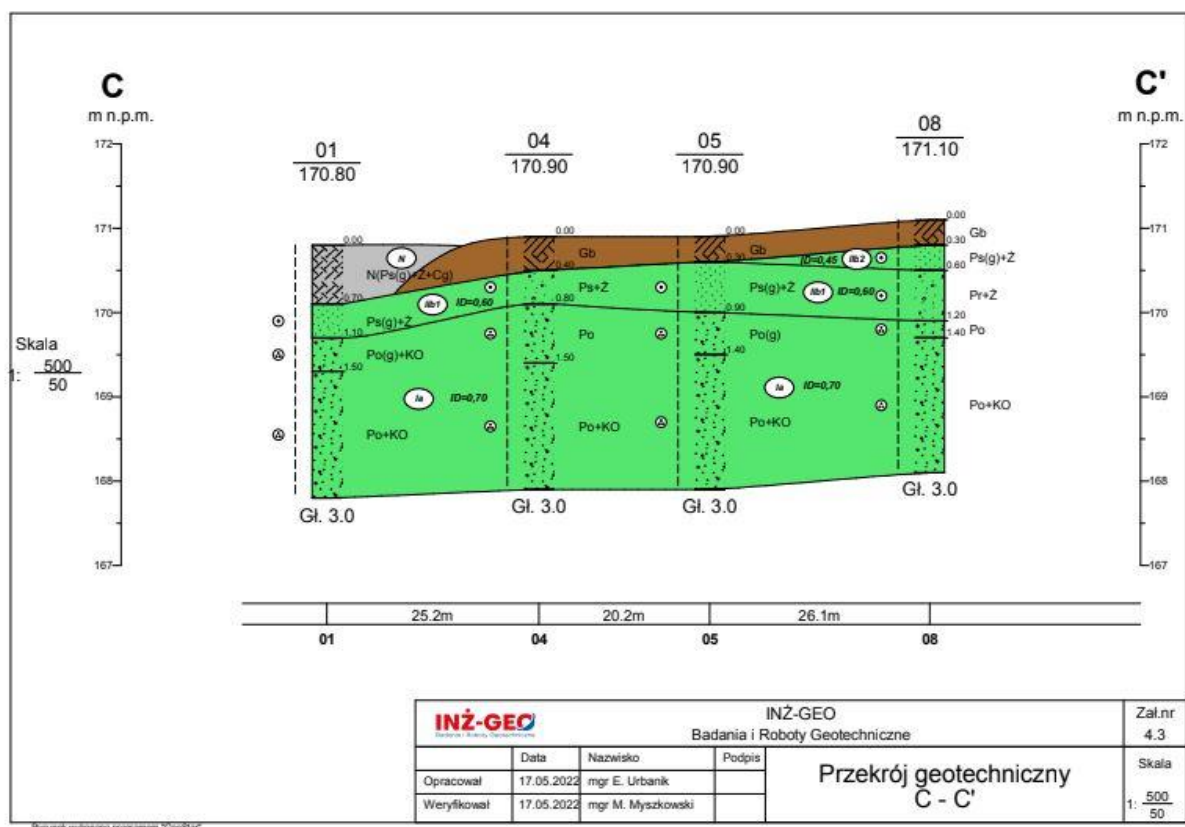 C
C'
m n.p.m.
m n.p.m.
01
170.80
04
170.90
05
170.90
08
171.10
172
171
170
169
168
167
172
171
170
169
168
167
Skala
1: 500
50
0.00
0.70
1.10
1.50
0.00
0.40
0.80
1.50
0.00
0.30
0.90
1.40
0.00
0.30
0.60
1.20
1.40
N
N(Ps(g)+Ż+Cg)
IIb1 ID=0,60
Ps(g)+Ż
Po(g)+KO
Ia ID=0,70
Po+KO
Gb
Ps+Ż
Po
Po+KO
Gb
ID=0,45 IIb2
Ps(g)+Ż IIb1 ID=0,60
Po(g)
Ia ID=0,70
Po+KO
Gb
Ps(g)+Ż
Pr+Ż
Po
Po+KO
Gł. 3.0
Gł. 3.0
Gł. 3.0
Gł. 3.0
25.2m 20.2m 26.1m
01 04 05 08
INŻ-GEO
Badania i Roboty Geotechniczne
INŻ-GEO
Badania i Roboty Geotechniczne
Zał.nr
4.3
Data Nazwisko Podpis
Opracował 17.05.2022 mgr E. Urbanik
Weryfikował 17.05.2022 mgr M. Myszkowski
Przekrój geotechniczny
C - C'
Skala
1: 500
50